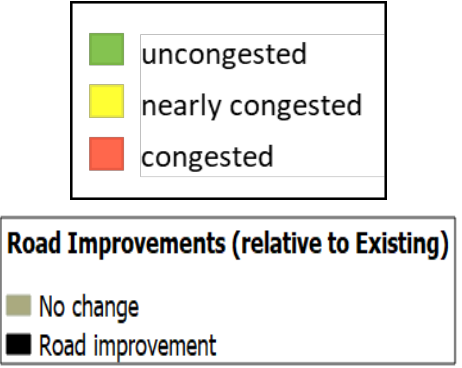 uncongested
nearly congested
congested
Road Improvements (relative to Existing)
No change
Road improvement